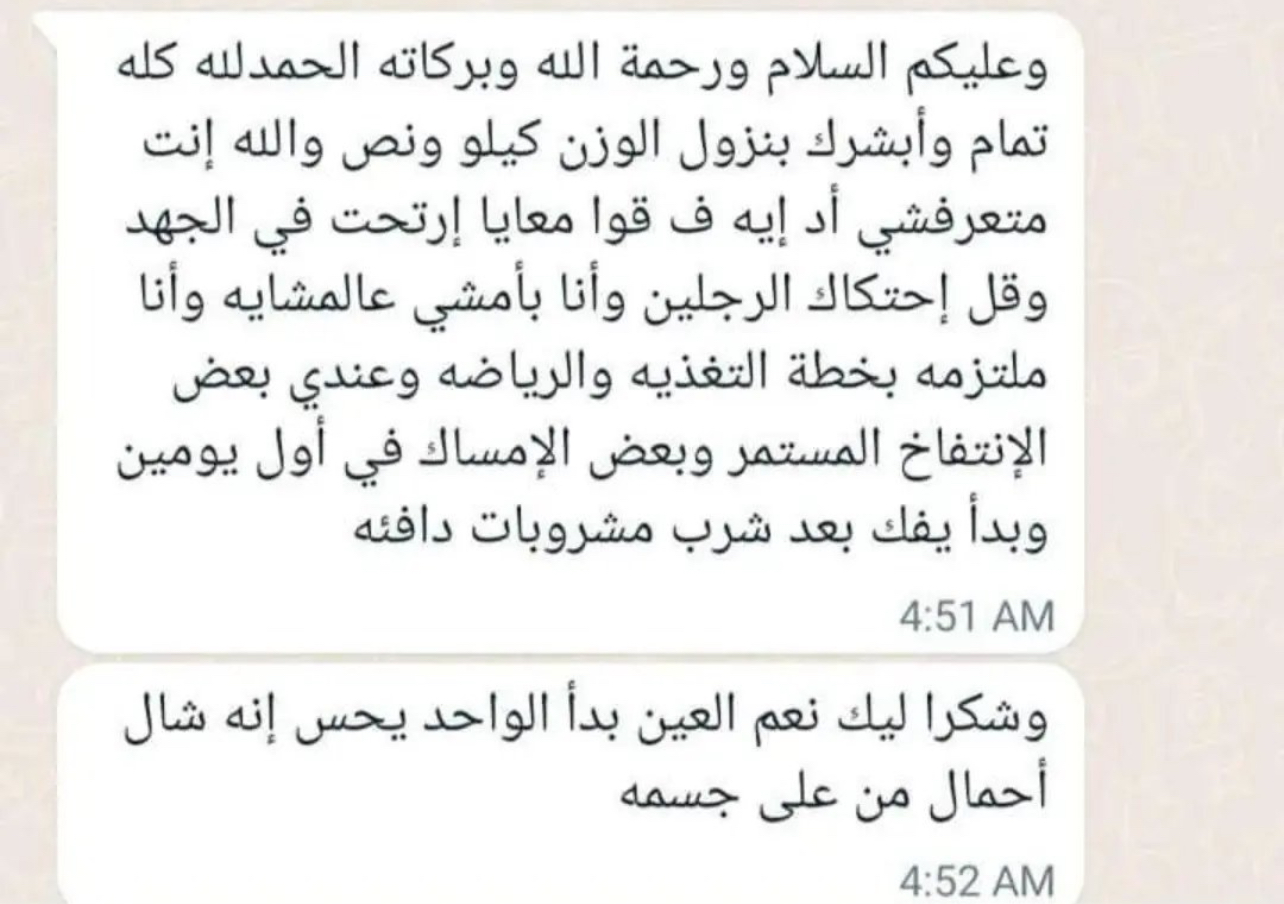 وعليكم السلام ورحمة الله وبركاته الحمدلله كله
تمام وأبشرك بنزول الوزن كيلو ونص والله إنت
متعرفشي أد إيه ف قوا معايا إرتحت في الجهد
وقل إحتكاك الرجلين وأنا بأمشي عالمشايه وأنا
ملتزمه بخطة التغذيه والرياضه وعندي بعض
الإنتفاخ المستمر وبعض الإمساك في أول يومين
وبدأ يفك بعد شرب مشروبات دافئه
4:51 AM
وشكرا ليك نعم العين بدأ الواحد يحس إنه شال
أحمال من على جسمه
4:52 AM